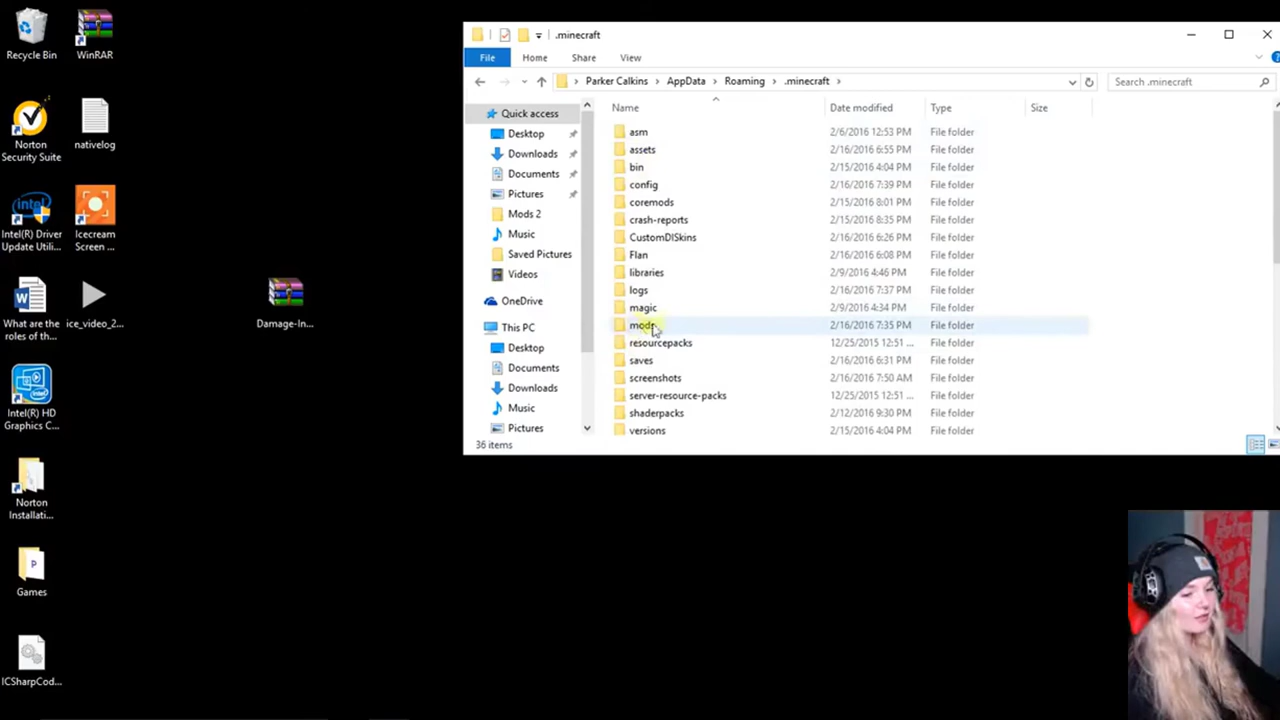 Recycle Bin
WinRAR
Norton
Security Suite
nativelog
Intel(R) Driver
Update Utili...
Icecream
Screen ...
What are the
roles of th...
ice_video_2...
Damage-In...
Intel(R) HD
Graphics C...
Norton
Installati...
P
Games
ICSharpCod...
.minecraft
File
Home
Share
View
Parker Calkins
AppData
Roaming
.minecraft
Search .minecraft
Quick access
Desktop
Downloads
Documents
Pictures
Mods 2
Music
Saved Pictures
Videos
OneDrive
This PC
Desktop
Documents
Downloads
Music
Pictures
Name Date modified Type Size
asm 2/6/2016 12:53 PM File folder
assets 2/16/2016 6:55 PM File folder
bin 2/15/2016 4:04 PM File folder
config 2/16/2016 7:39 PM File folder
coremods 2/15/2016 8:01 PM File folder
crash-reports 2/15/2016 8:35 PM File folder
CustomDISkins 2/16/2016 6:26 PM File folder
Flan 2/16/2016 6:08 PM File folder
libraries 2/9/2016 4:46 PM File folder
logs 2/16/2016 7:37 PM File folder
magic 2/9/2016 4:34 PM File folder
mods 2/16/2016 7:35 PM File folder
resourcepacks 12/25/2015 12:51 ... File folder
saves 2/16/2016 6:31 PM File folder
screenshots 2/16/2016 7:50 AM File folder
server-resource-packs 12/25/2015 12:51 ... File folder
shaderpacks 2/12/2016 9:30 PM File folder
versions 2/15/2016 4:04 PM File folder
36 items